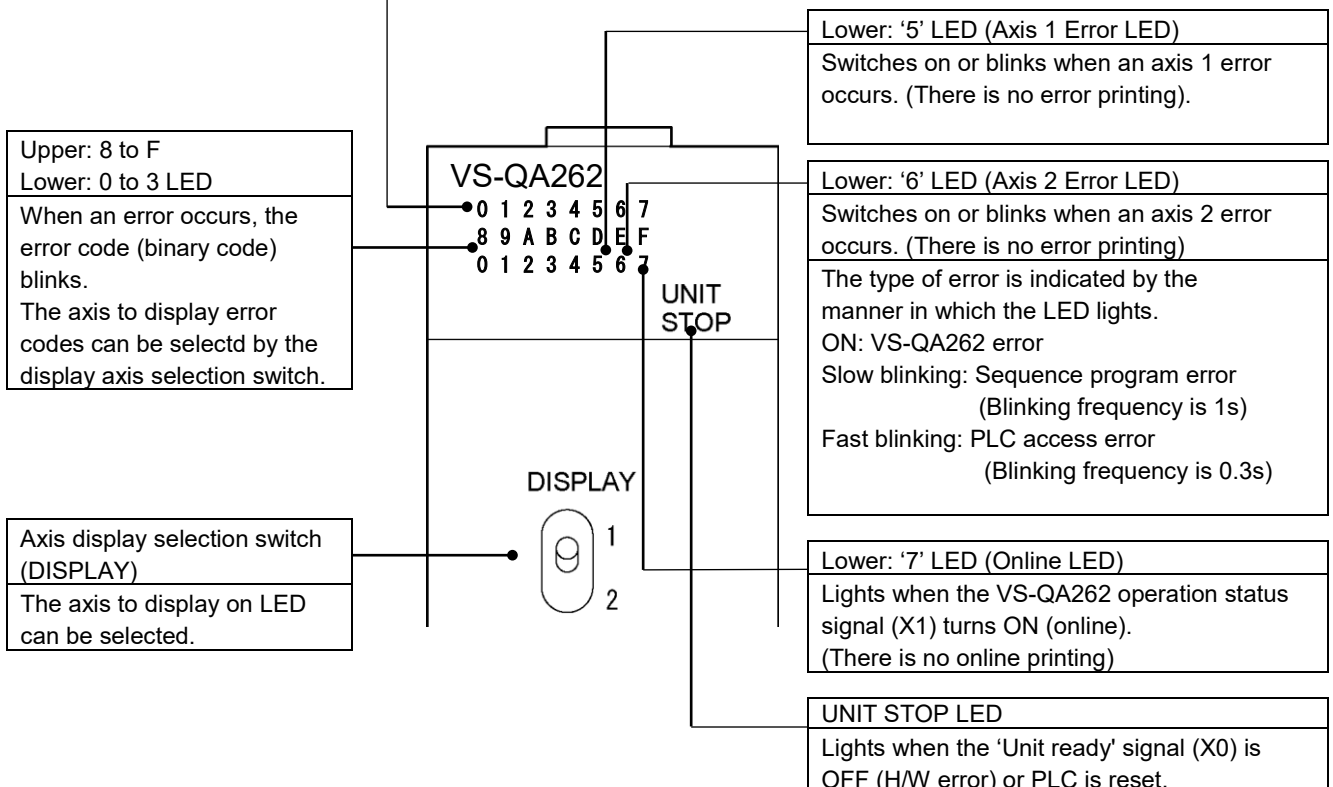 Lower: ‘5’ LED (Axis 1 Error LED)
Switches on or blinks when an axis 1 error
occurs. (There is no error printing).
Upper: 8 to F
Lower: 0 to 3 LED
When an error occurs, the
error code (binary code)
blinks.
The axis to display error
codes can be selectd by the
display axis selection switch.
VS-QA262
0 1 2 3 4 5 6 7
8 9 A B C D E F
0 1 2 3 4 5 6 7
UNIT
STOP
Lower: ‘6’ LED (Axis 2 Error LED)
Switches on or blinks when an axis 2 error
occurs. (There is no error printing)
The type of error is indicated by the
manner in which the LED lights.
ON: VS-QA262 error
Slow blinking: Sequence program error
(Blinking frequency is 1s)
Fast blinking: PLC access error
(Blinking frequency is 0.3s)
DISPLAY
1
2
Axis display selection switch
(DISPLAY)
The axis to display on LED
can be selected.
Lower: ‘7’ LED (Online LED)
Lights when the VS-QA262 operation status
signal (X1) turns ON (online).
(There is no online printing)
UNIT STOP LED
Lights when the ‘Unit ready' signal (X0) is
OFF (H/W error) or PLC is reset.